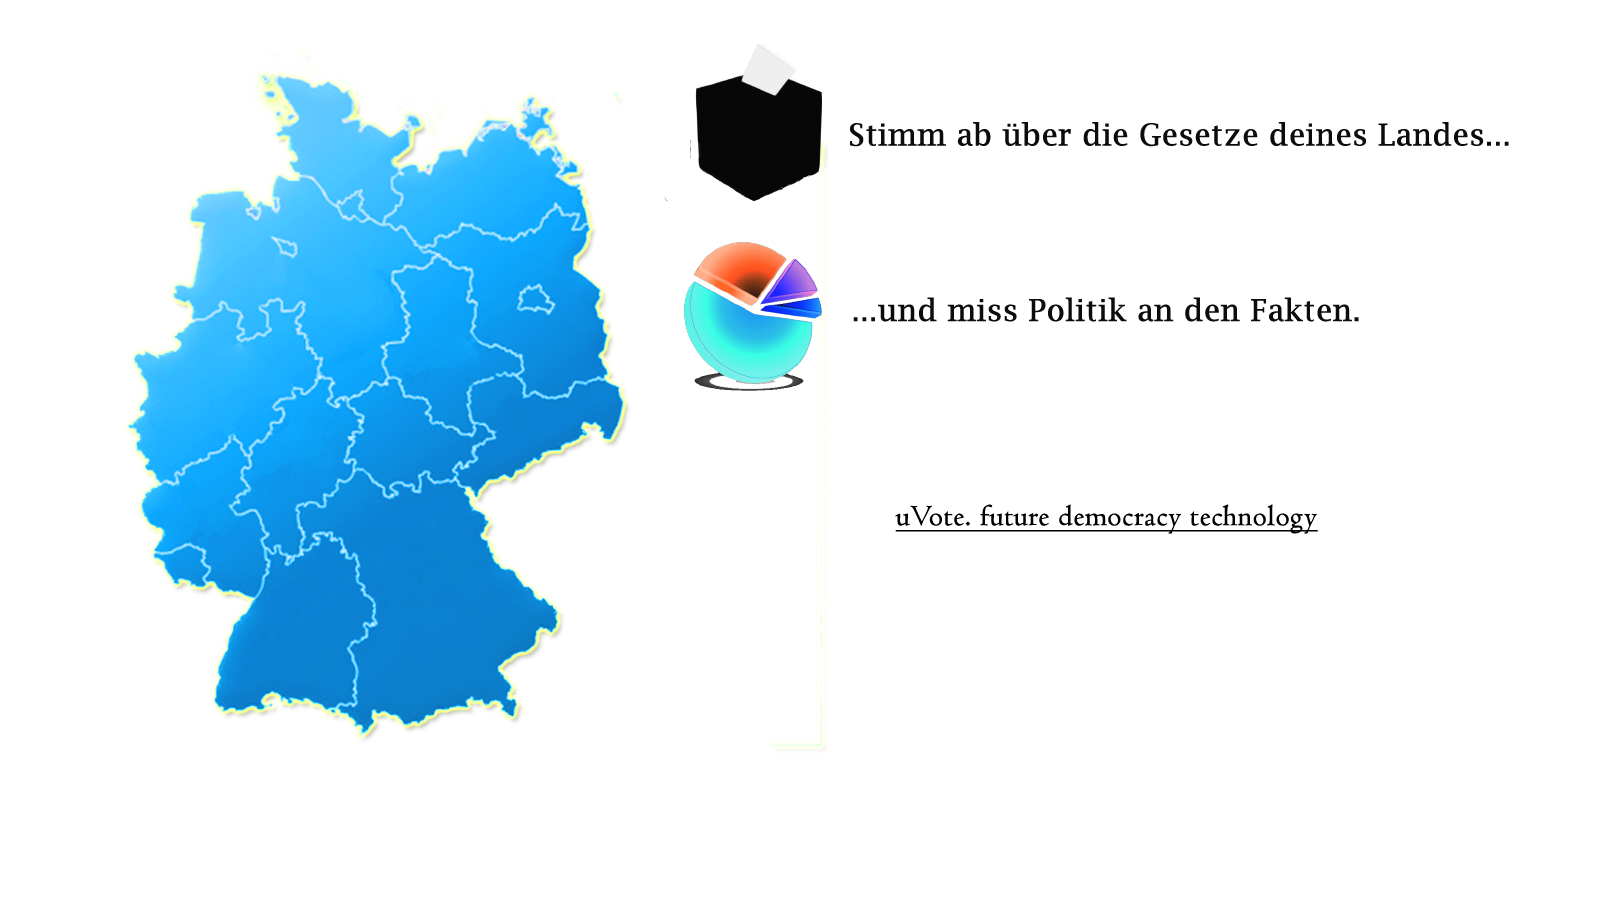 Stimm ab über die Gesetze deines Landes...
...und miss Politik an den Fakten.
uVote. future democracy technology